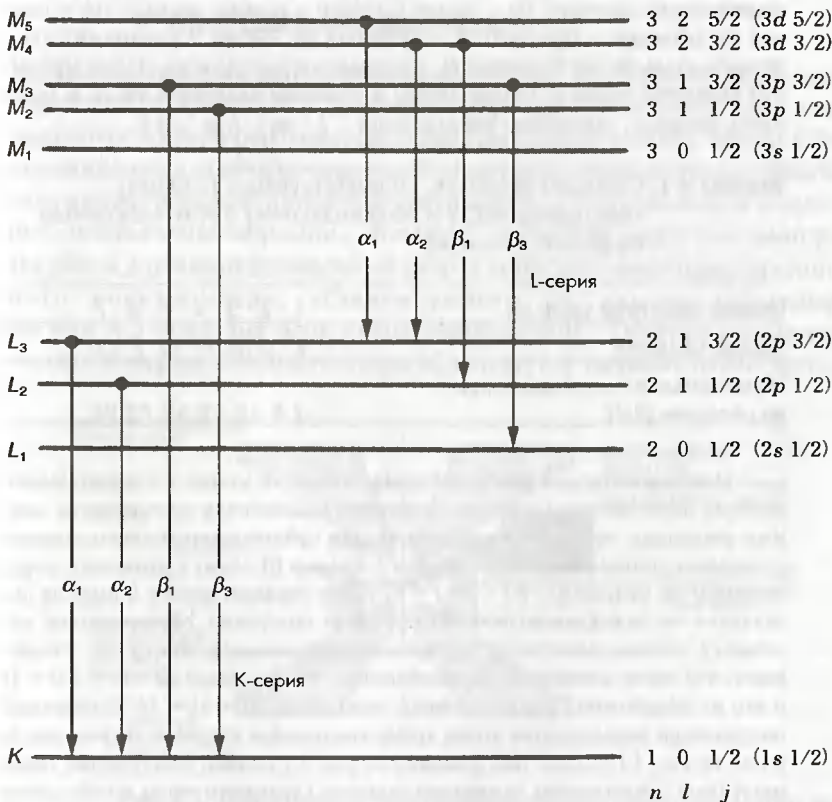 M5 3 2 5/2 (3d 5/2)
M4 3 2 3/2 (3d 3/2)
M3 3 1 3/2 (3p 3/2)
M2 3 1 1/2 (3p 1/2)
M1 3 0 1/2 (3s 1/2)
α1 α2 β1 β3
L-серия
L3 2 1 3/2 (2p 3/2)
L2 2 1 1/2 (2p 1/2)
L1 2 0 1/2 (2s 1/2)
α1 α2 β1 β3
K-серия
K 1 0 1/2 (1s 1/2)
n l j